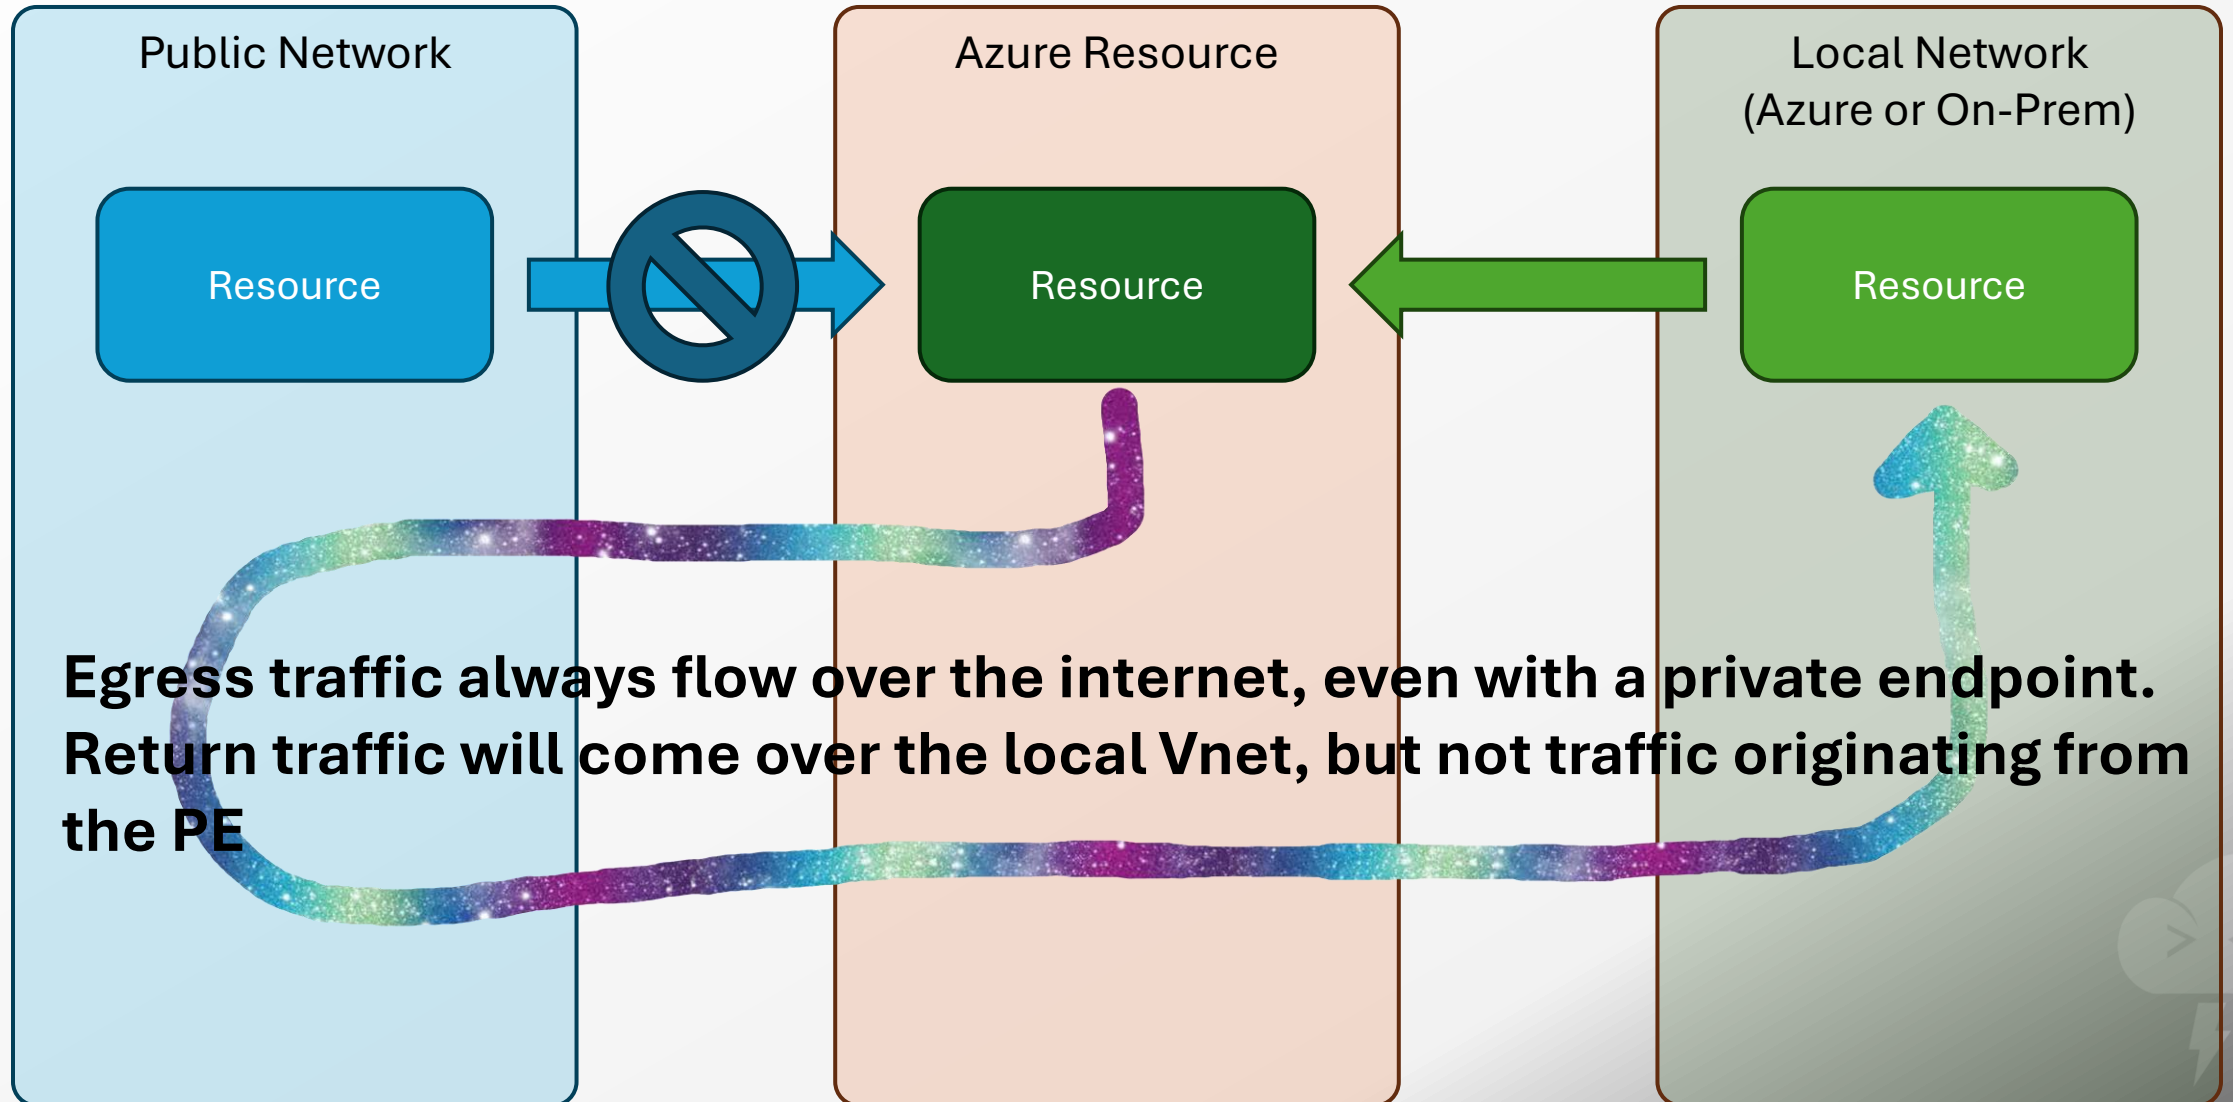 Public Network
Azure Resource
Local Network
(Azure or On-Prem)
Resource
Resource
Resource
Egress traffic always flow over the internet, even with a private endpoint.
Return traffic will come over the local Vnet, but not traffic originating from
the PE